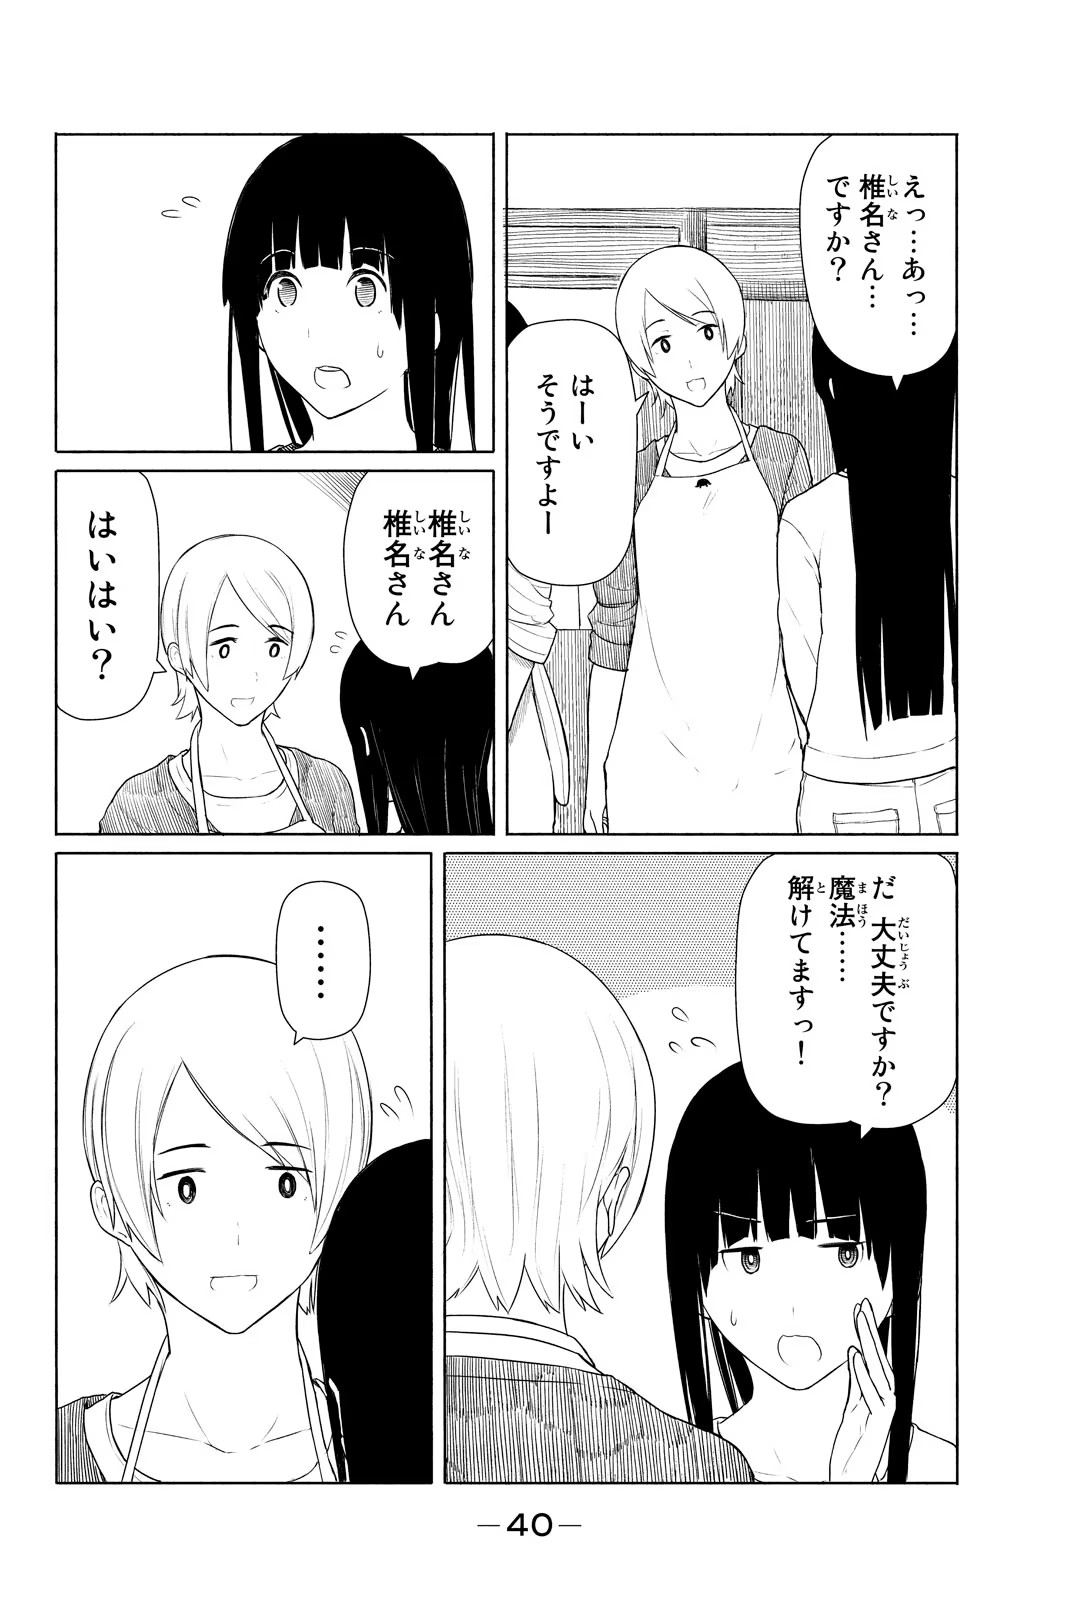 えっ…あっ…
椎名さん…
ですか？
はーい
そうですよー
椎名さん
椎名さん
はいはい？
だ 大丈夫ですか？
魔法……
解けてますっ！
……
—40—